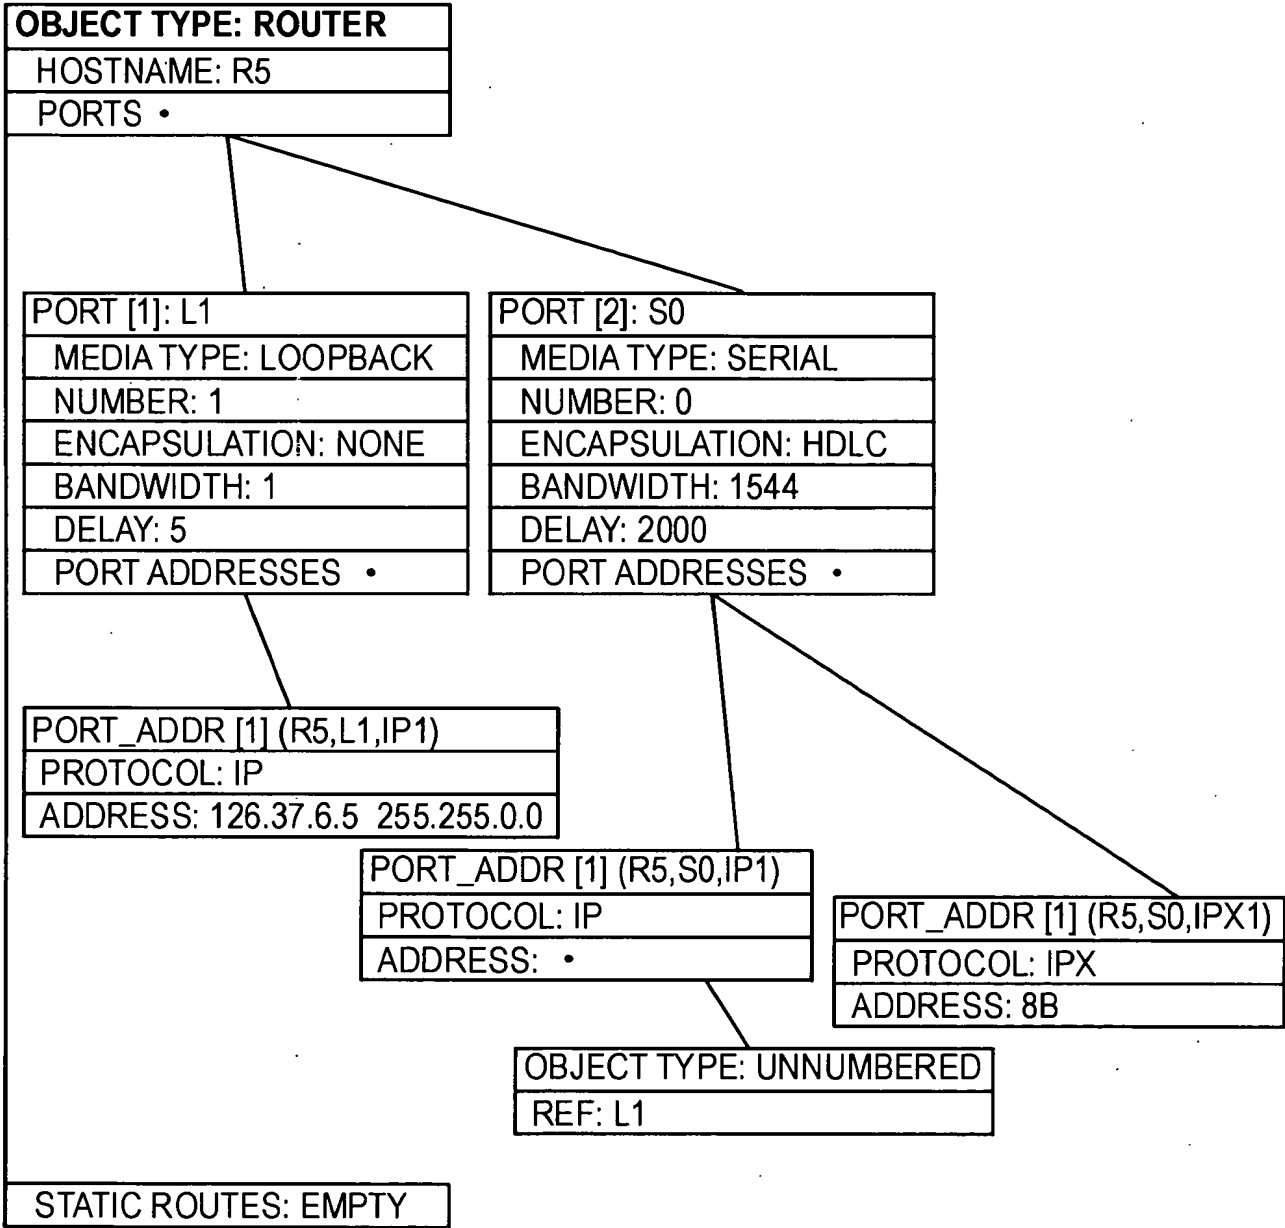 OBJECT TYPE: ROUTER
HOSTNAME: R5
PORTS •
PORT [1]: L1
MEDIA TYPE: LOOPBACK
NUMBER: 1
ENCAPSULATION: NONE
BANDWIDTH: 1
DELAY: 5
PORT ADDRESSES •
PORT [2]: S0
MEDIA TYPE: SERIAL
NUMBER: 0
ENCAPSULATION: HDLC
BANDWIDTH: 1544
DELAY: 2000
PORT ADDRESSES •
PORT_ADDR [1] (R5,L1,IP1)
PROTOCOL: IP
ADDRESS: 126.37.6.5 255.255.0.0
PORT_ADDR [1] (R5,S0,IP1)
PROTOCOL: IP
ADDRESS: •
PORT_ADDR [1] (R5,S0,IPX1)
PROTOCOL: IPX
ADDRESS: 8B
OBJECT TYPE: UNNUMBERED
REF: L1
STATIC ROUTES: EMPTY